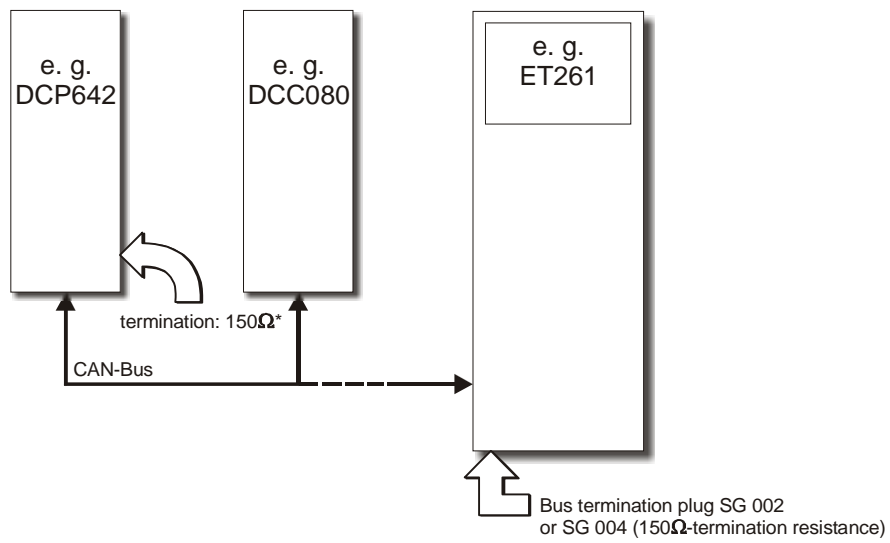 e. g.
DCP642
e. g.
DCC080
e. g.
ET261
termination: 150Ω*
CAN-Bus
Bus termination plug SG 002
or SG 004 (150Ω-termination resistance)